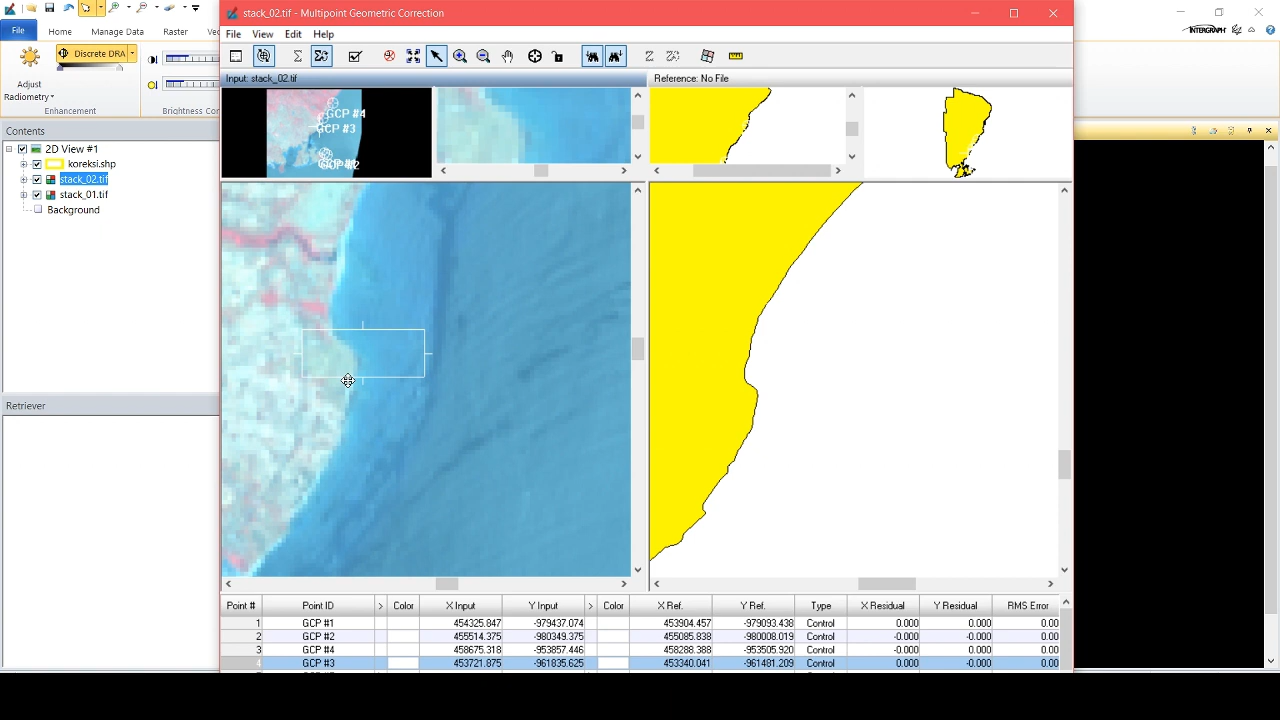 stack_02.tif - Multipoint Geometric Correction
File Home Manage Data Raster Vec
INTERGRAPH
File View Edit Help
Discrete DRA
Adjust
Radiometry
Enhancement
Brightness Con
Input: stack_02.tif
Reference: No File
GCP #4
GCP #3
GCP #2
Contents
2D View #1
koreksi.shp
stack_02.tif
stack_01.tif
Background
Retriever
Point # Point ID > Color X Input Y Input > Color X Ref. Y Ref. Type X Residual Y Residual RMS Error
1 GCP #1 454325.847 -979437.074 453904.457 -979093.438 Control 0.000 0.000 0.00
2 GCP #2 455514.375 -980349.375 455085.838 -980008.019 Control -0.000 -0.000 0.00
3 GCP #4 458675.318 -953857.446 458288.388 -953505.920 Control -0.000 0.000 0.00
4 GCP #3 453721.875 -961835.625 453340.041 -961481.209 Control 0.000 -0.000 0.00